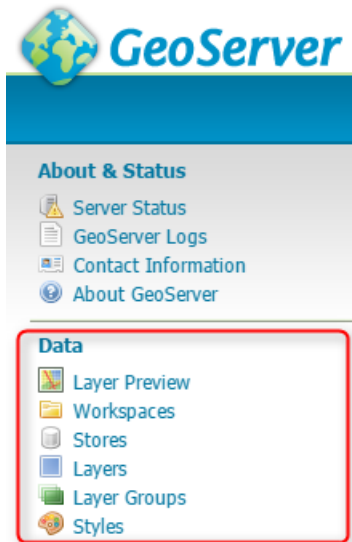 GeoServer
About & Status
Server Status
GeoServer Logs
Contact Information
About GeoServer
Data
Layer Preview
Workspaces
Stores
Layers
Layer Groups
Styles